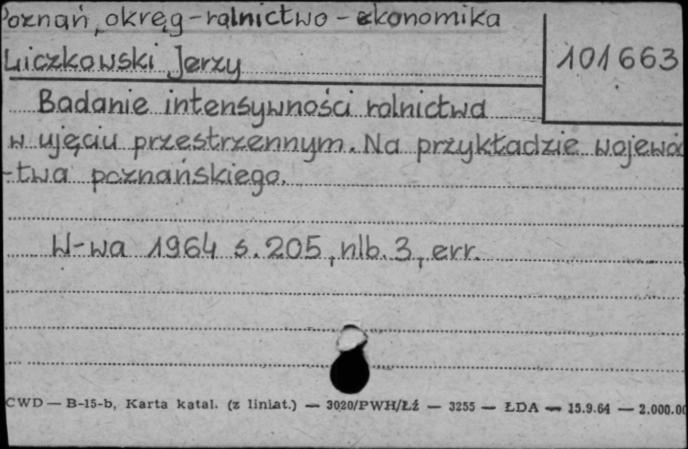 Poznań, okręg - rolnictwo - ekonomika
Liczkowski Jerzy
101663
Badanie intensywności rolnictwa
w ujęciu przestrzennym. Na przykładzie wojewó
-twa poznańskiego.
W-wa 1964 s. 205, nlb. 3, err.
CWD — B-15-b, Karta katal. (z liniat.) — 3020/PWH/Łź — 3255 — ŁDA — 15.9.64 — 2.000.00